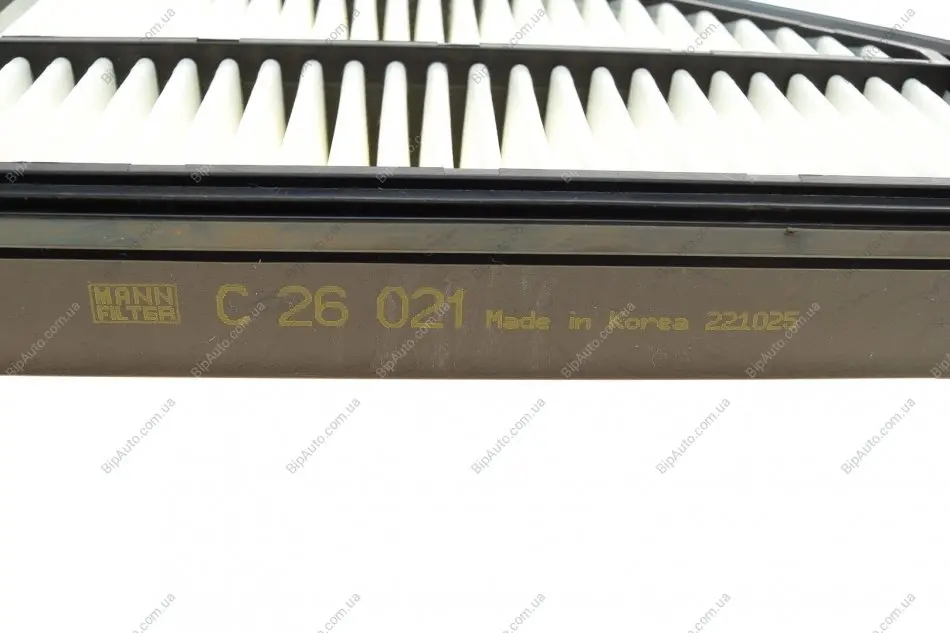 MANN
FILTER
C 26 021 Made in Korea 221025
BipAuto.com.ua